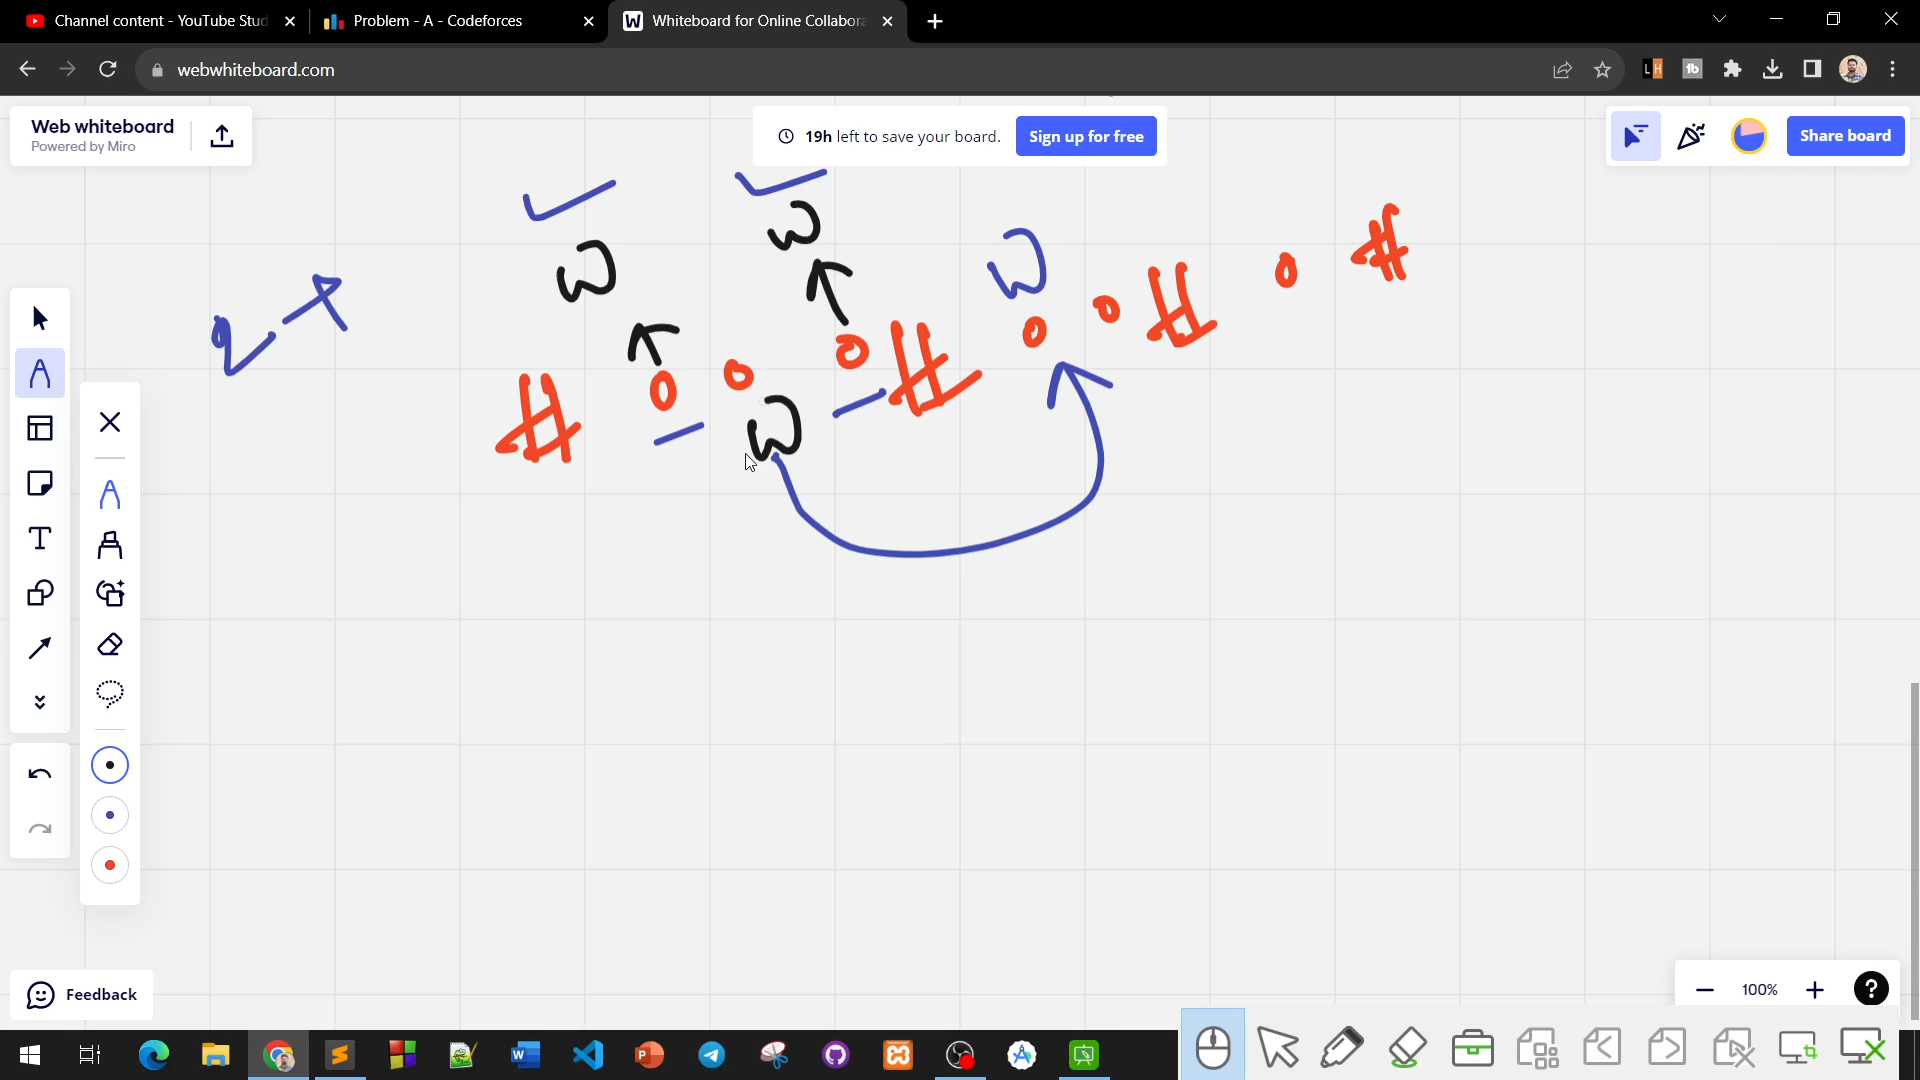 Channel content - YouTube Stud
Problem - A - Codeforces
Whiteboard for Online Collabora
webwhiteboard.com
Web whiteboard
Powered by Miro
19h left to save your board.
Sign up for free
Share board
w
w
w
# o o o # o o # o #
w
Feedback
100%